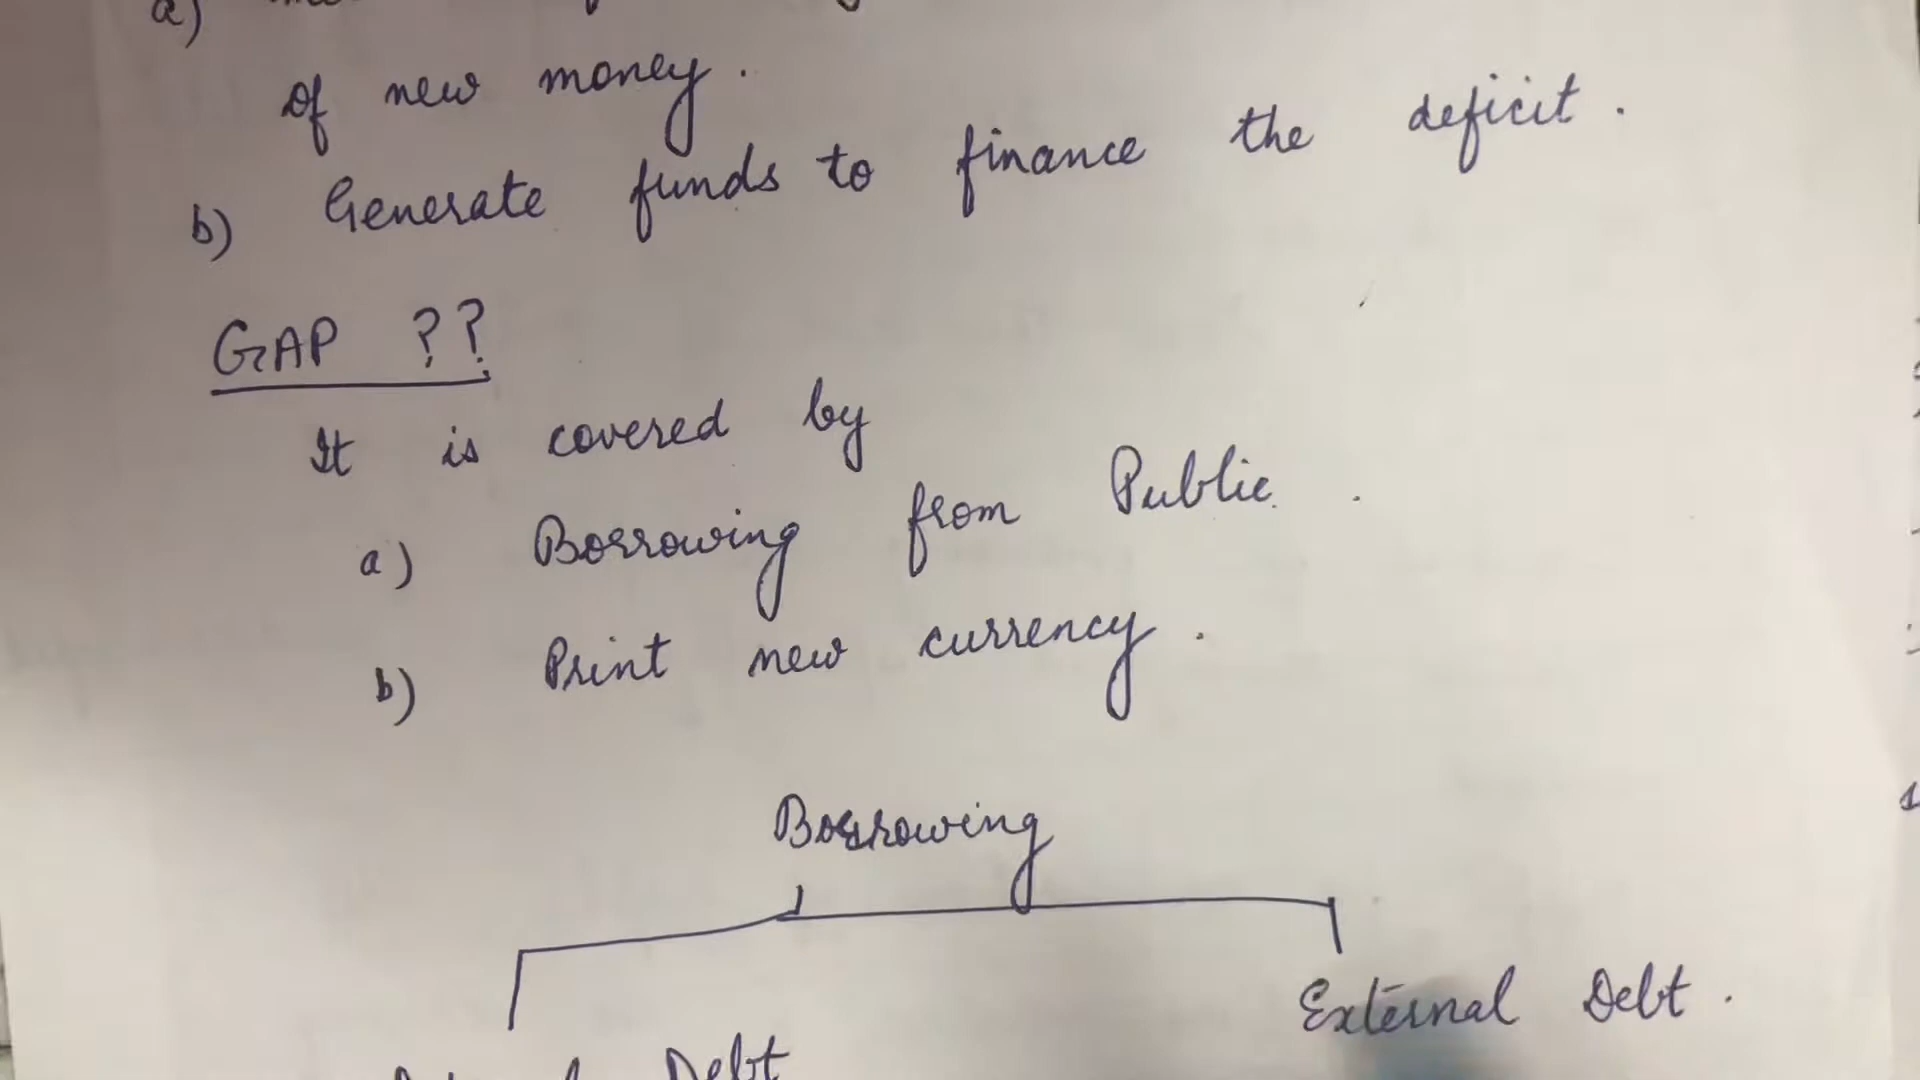 a)
of new money.
b) Generate funds to finance the deficit.
GAP ??
It is covered by
a) Borrowing from Public.
b) Print new currency.
Borrowing
External Debt.
Debt